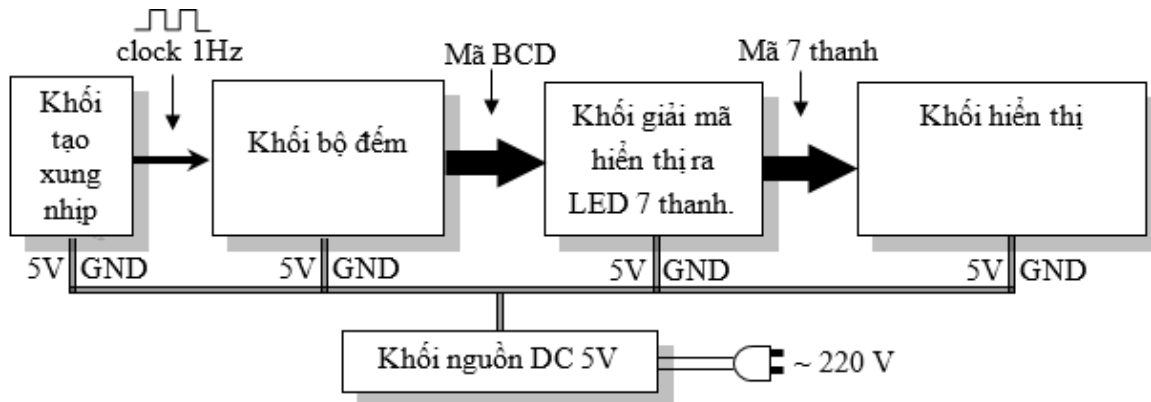 clock 1Hz
Mã BCD
Mã 7 thanh
Khối
tạo
xung
nhịp
Khối bộ đếm
Khối giải mã
hiển thị ra
LED 7 thanh.
Khối hiển thị
5V GND
5V GND
5V GND
5V GND
Khối nguồn DC 5V
~ 220 V